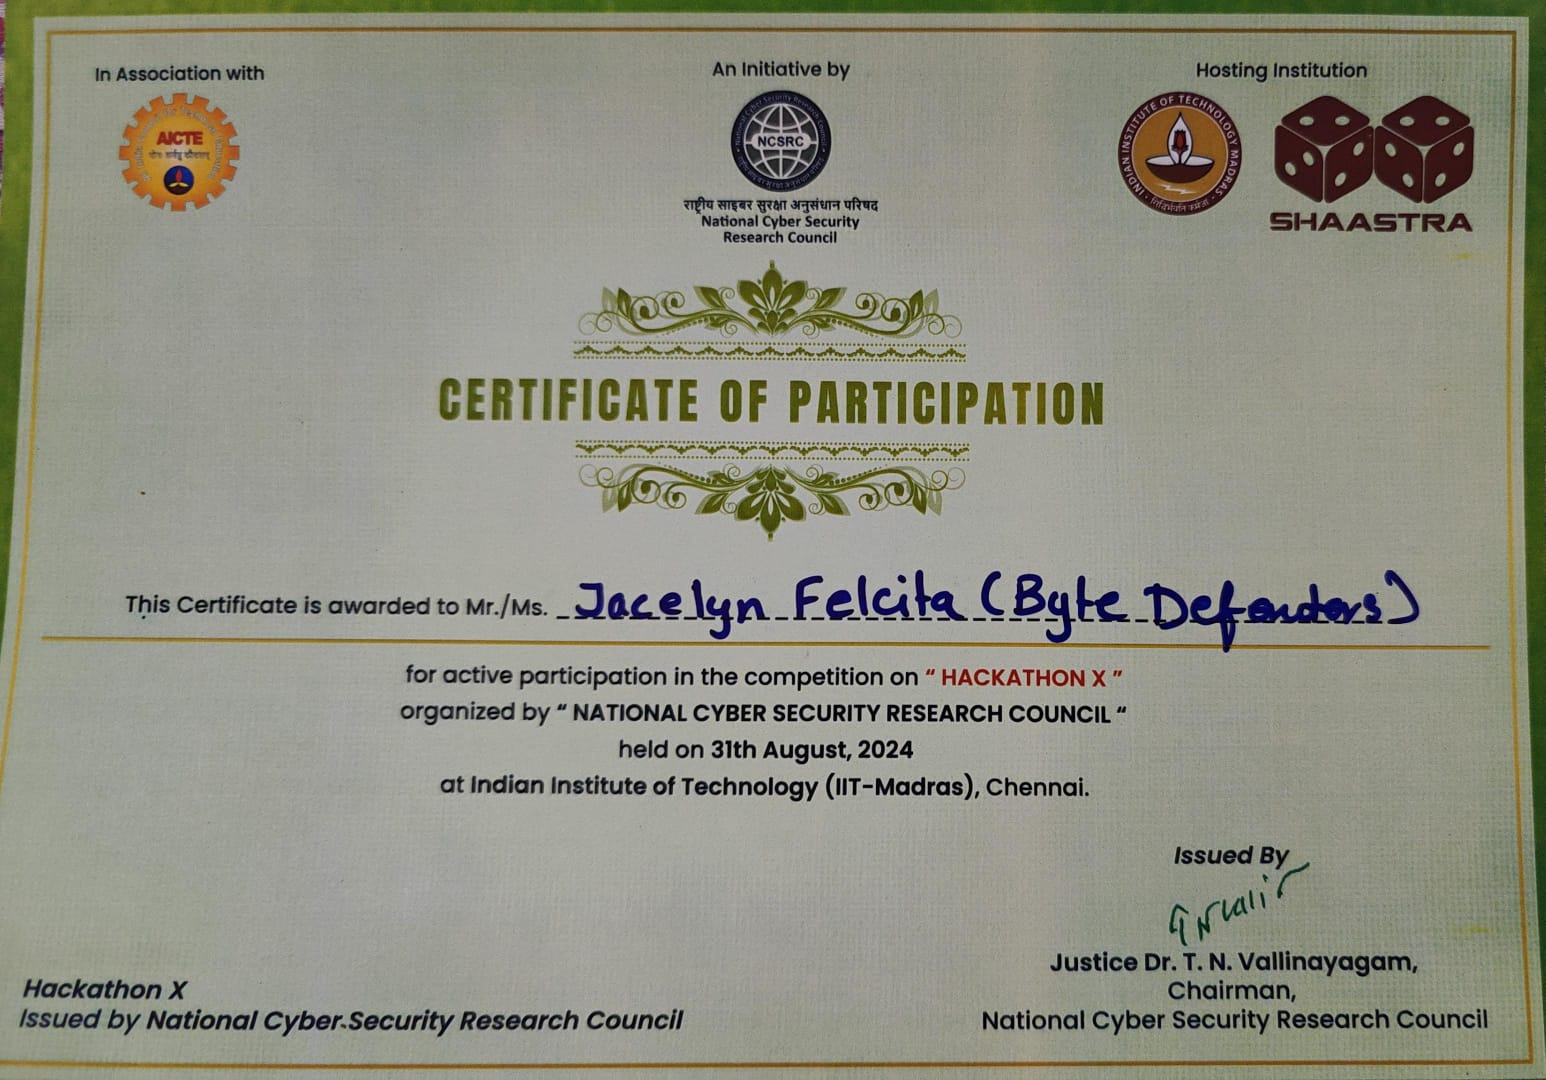 In Association with
An Initiative by
Hosting Institution
AICTE
NCSRC
INDIAN INSTITUTE OF TECHNOLOGY MADRAS
राष्ट्रीय साइबर सुरक्षा अनुसंधान परिषद
National Cyber Security
Research Council
SHAASTRA
CERTIFICATE OF PARTICIPATION
This Certificate is awarded to Mr./Ms. Jacelyn Felcita (Byte Defenders)
for active participation in the competition on “ HACKATHON X ”
organized by “ NATIONAL CYBER SECURITY RESEARCH COUNCIL “
held on 31th August, 2024
at Indian Institute of Technology (IIT-Madras), Chennai.
Issued By
Justice Dr. T. N. Vallinayagam,
Chairman,
National Cyber Security Research Council
Hackathon X
Issued by National Cyber Security Research Council